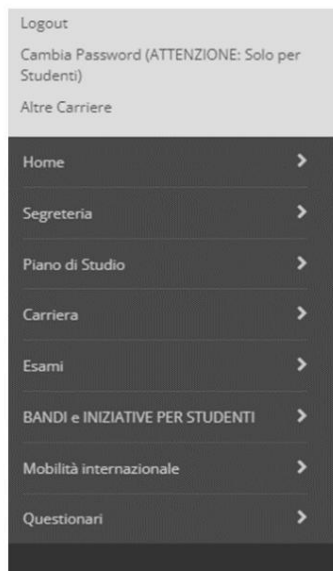 Logout
Cambia Password (ATTENZIONE: Solo per
Studenti)
Altre Carriere
Home
Segreteria
Piano di Studio
Carriera
Esami
BANDI e INIZIATIVE PER STUDENTI
Mobilità internazionale
Questionari